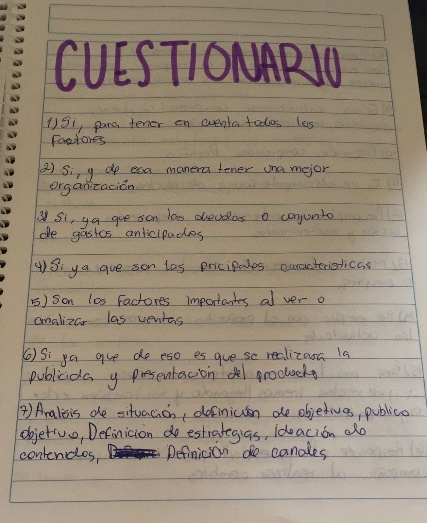 CUESTIONARIO
1) Si, para tener en cuenta todos los
Factores
2) Si, y de esa manera tener una mejor
organización
3) Si, ya que son las deudas o conjunto
de gastos anticipados
4) Si ya que son las pricipales caracteristicas
5) Son los Factores importantes al ver o
analizar las ventas
6) Si ya que de eso es que se realizara la
publicida y presentación del producto
7) Analisis de situación, definición de objetivos, publico
objetivo, Definición de estrategias, ideación de
contenidos, Definición de canales